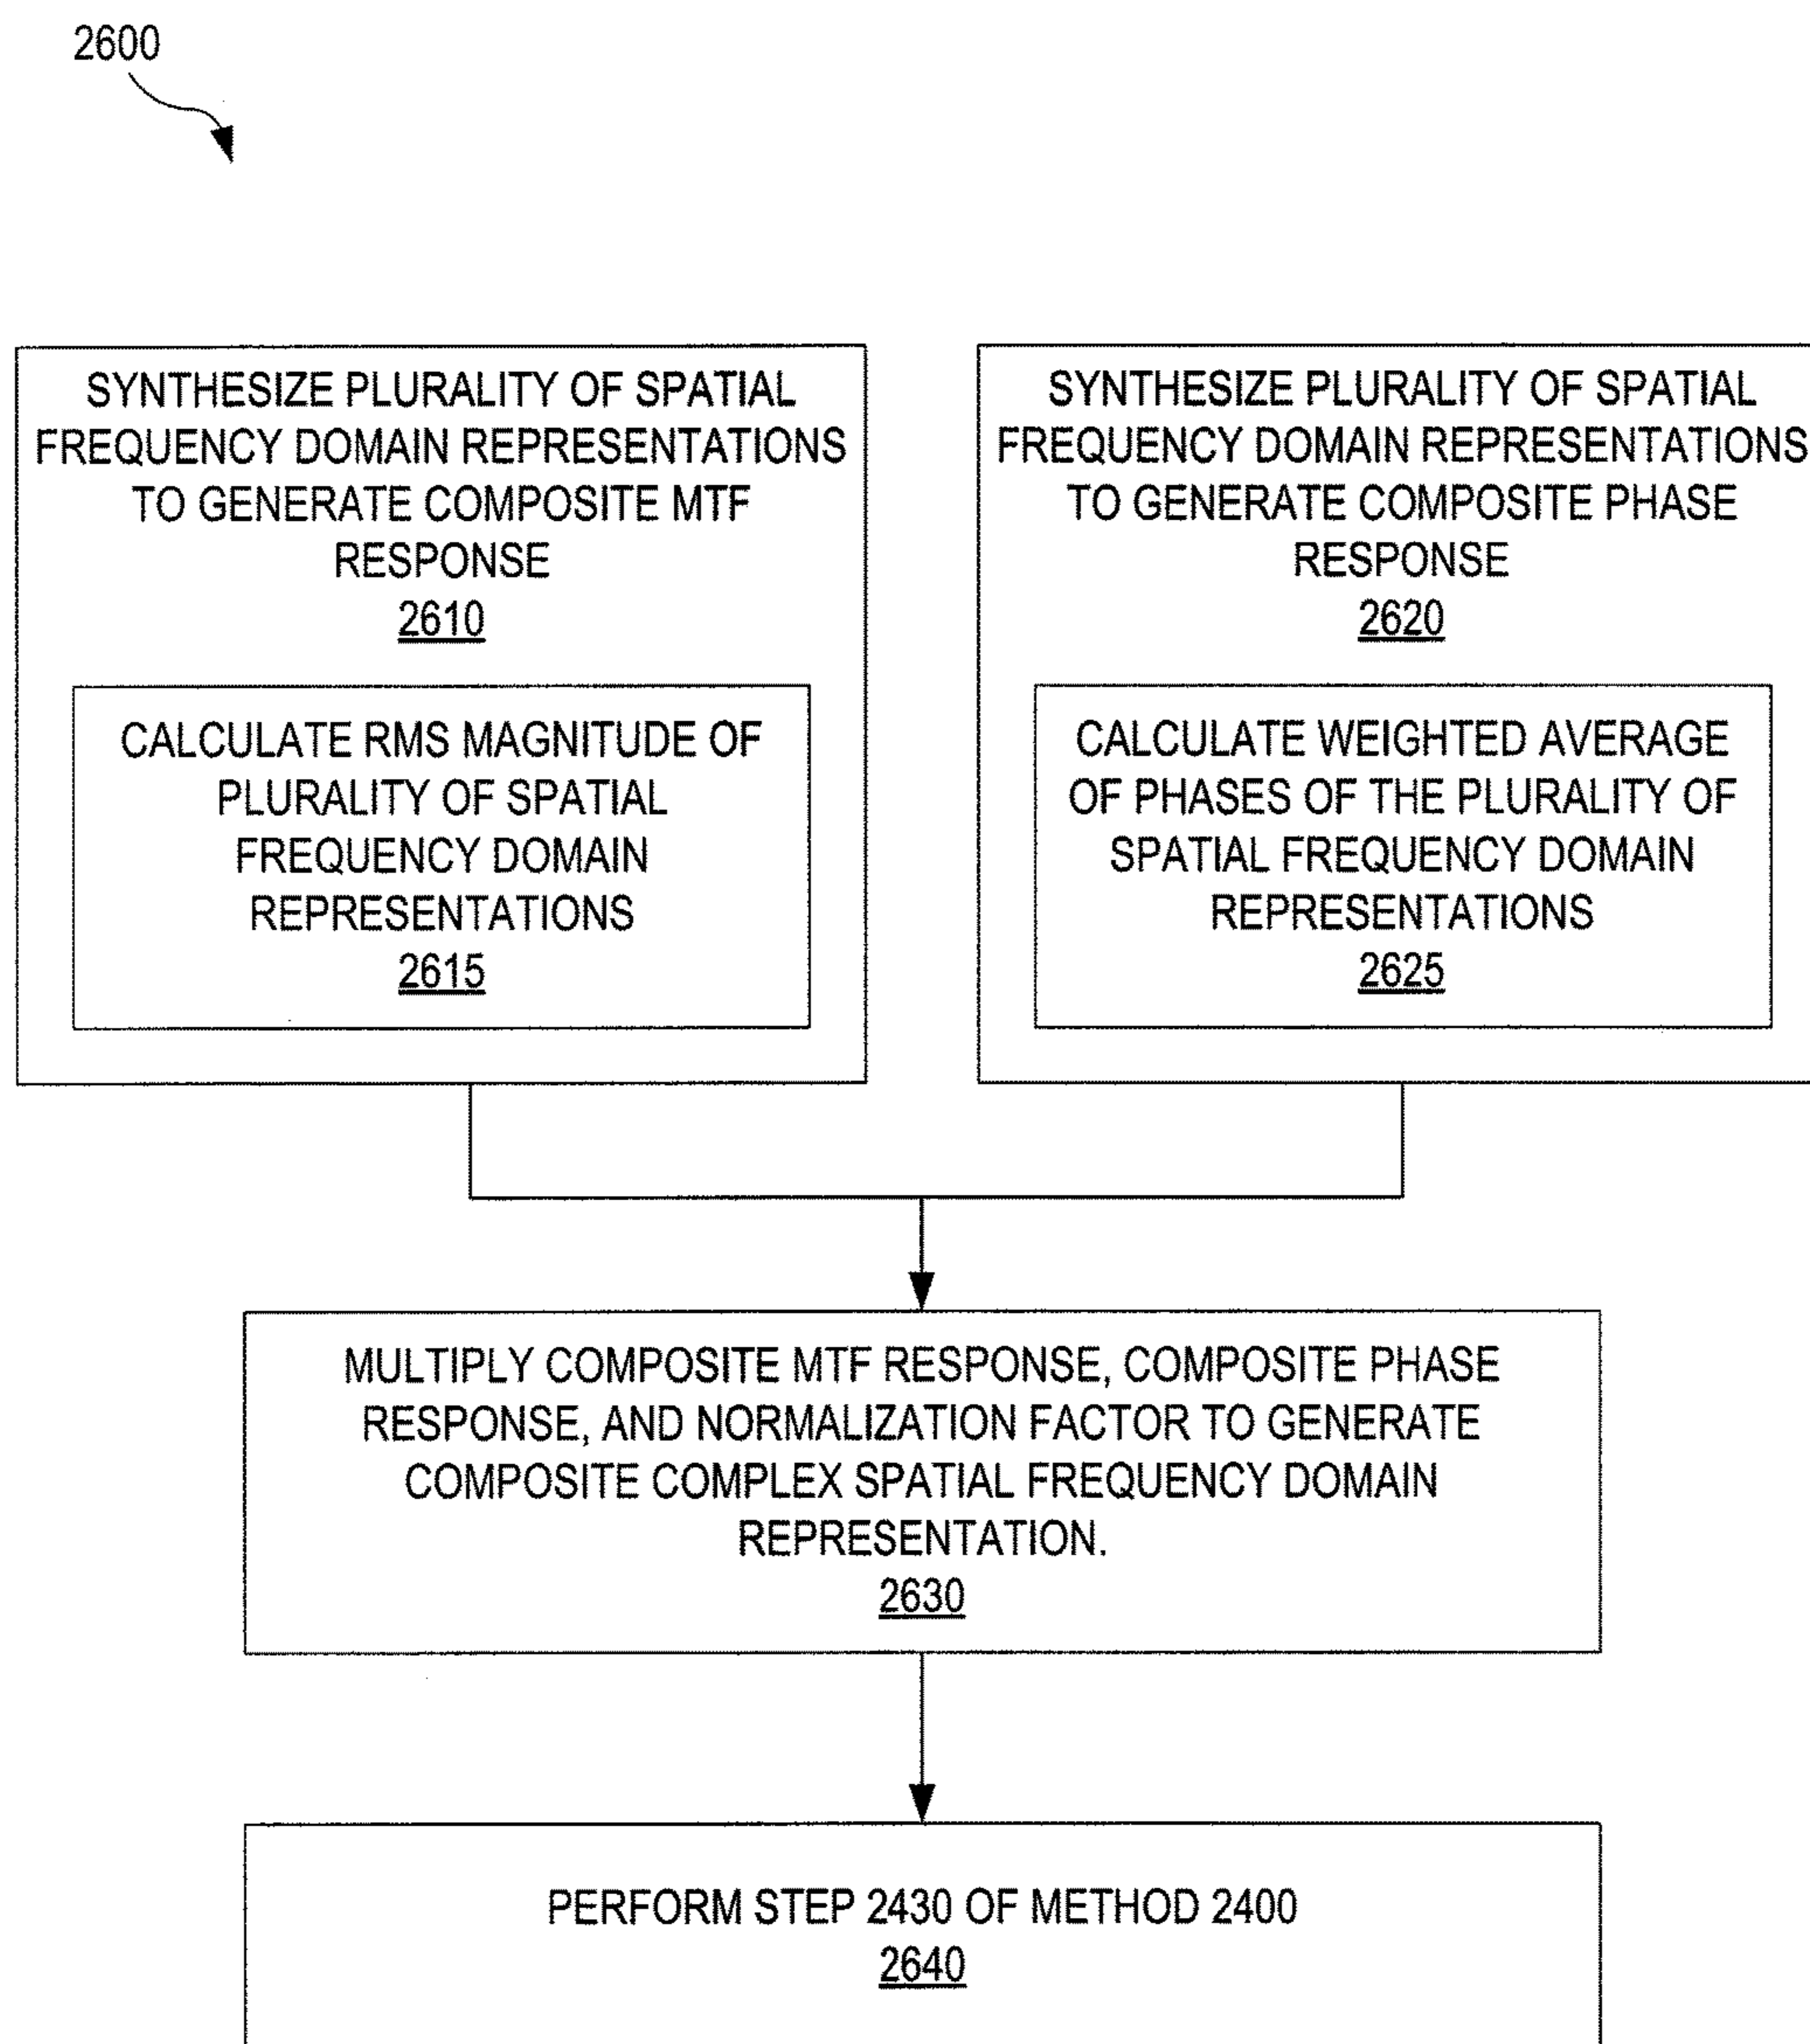 2600
SYNTHESIZE PLURALITY OF SPATIAL
FREQUENCY DOMAIN REPRESENTATIONS
TO GENERATE COMPOSITE MTF
RESPONSE
2610
CALCULATE RMS MAGNITUDE OF
PLURALITY OF SPATIAL
FREQUENCY DOMAIN
REPRESENTATIONS
2615
SYNTHESIZE PLURALITY OF SPATIAL
FREQUENCY DOMAIN REPRESENTATIONS
TO GENERATE COMPOSITE PHASE
RESPONSE
2620
CALCULATE WEIGHTED AVERAGE
OF PHASES OF THE PLURALITY OF
SPATIAL FREQUENCY DOMAIN
REPRESENTATIONS
2625
MULTIPLY COMPOSITE MTF RESPONSE, COMPOSITE PHASE
RESPONSE, AND NORMALIZATION FACTOR TO GENERATE
COMPOSITE COMPLEX SPATIAL FREQUENCY DOMAIN
REPRESENTATION.
2630
PERFORM STEP 2430 OF METHOD 2400
2640